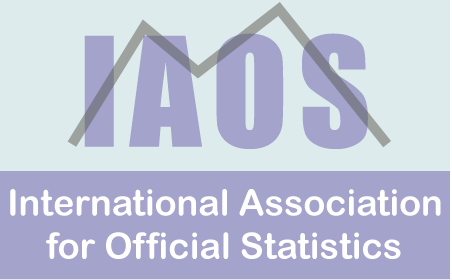 IAOS
International Association
for Official Statistics